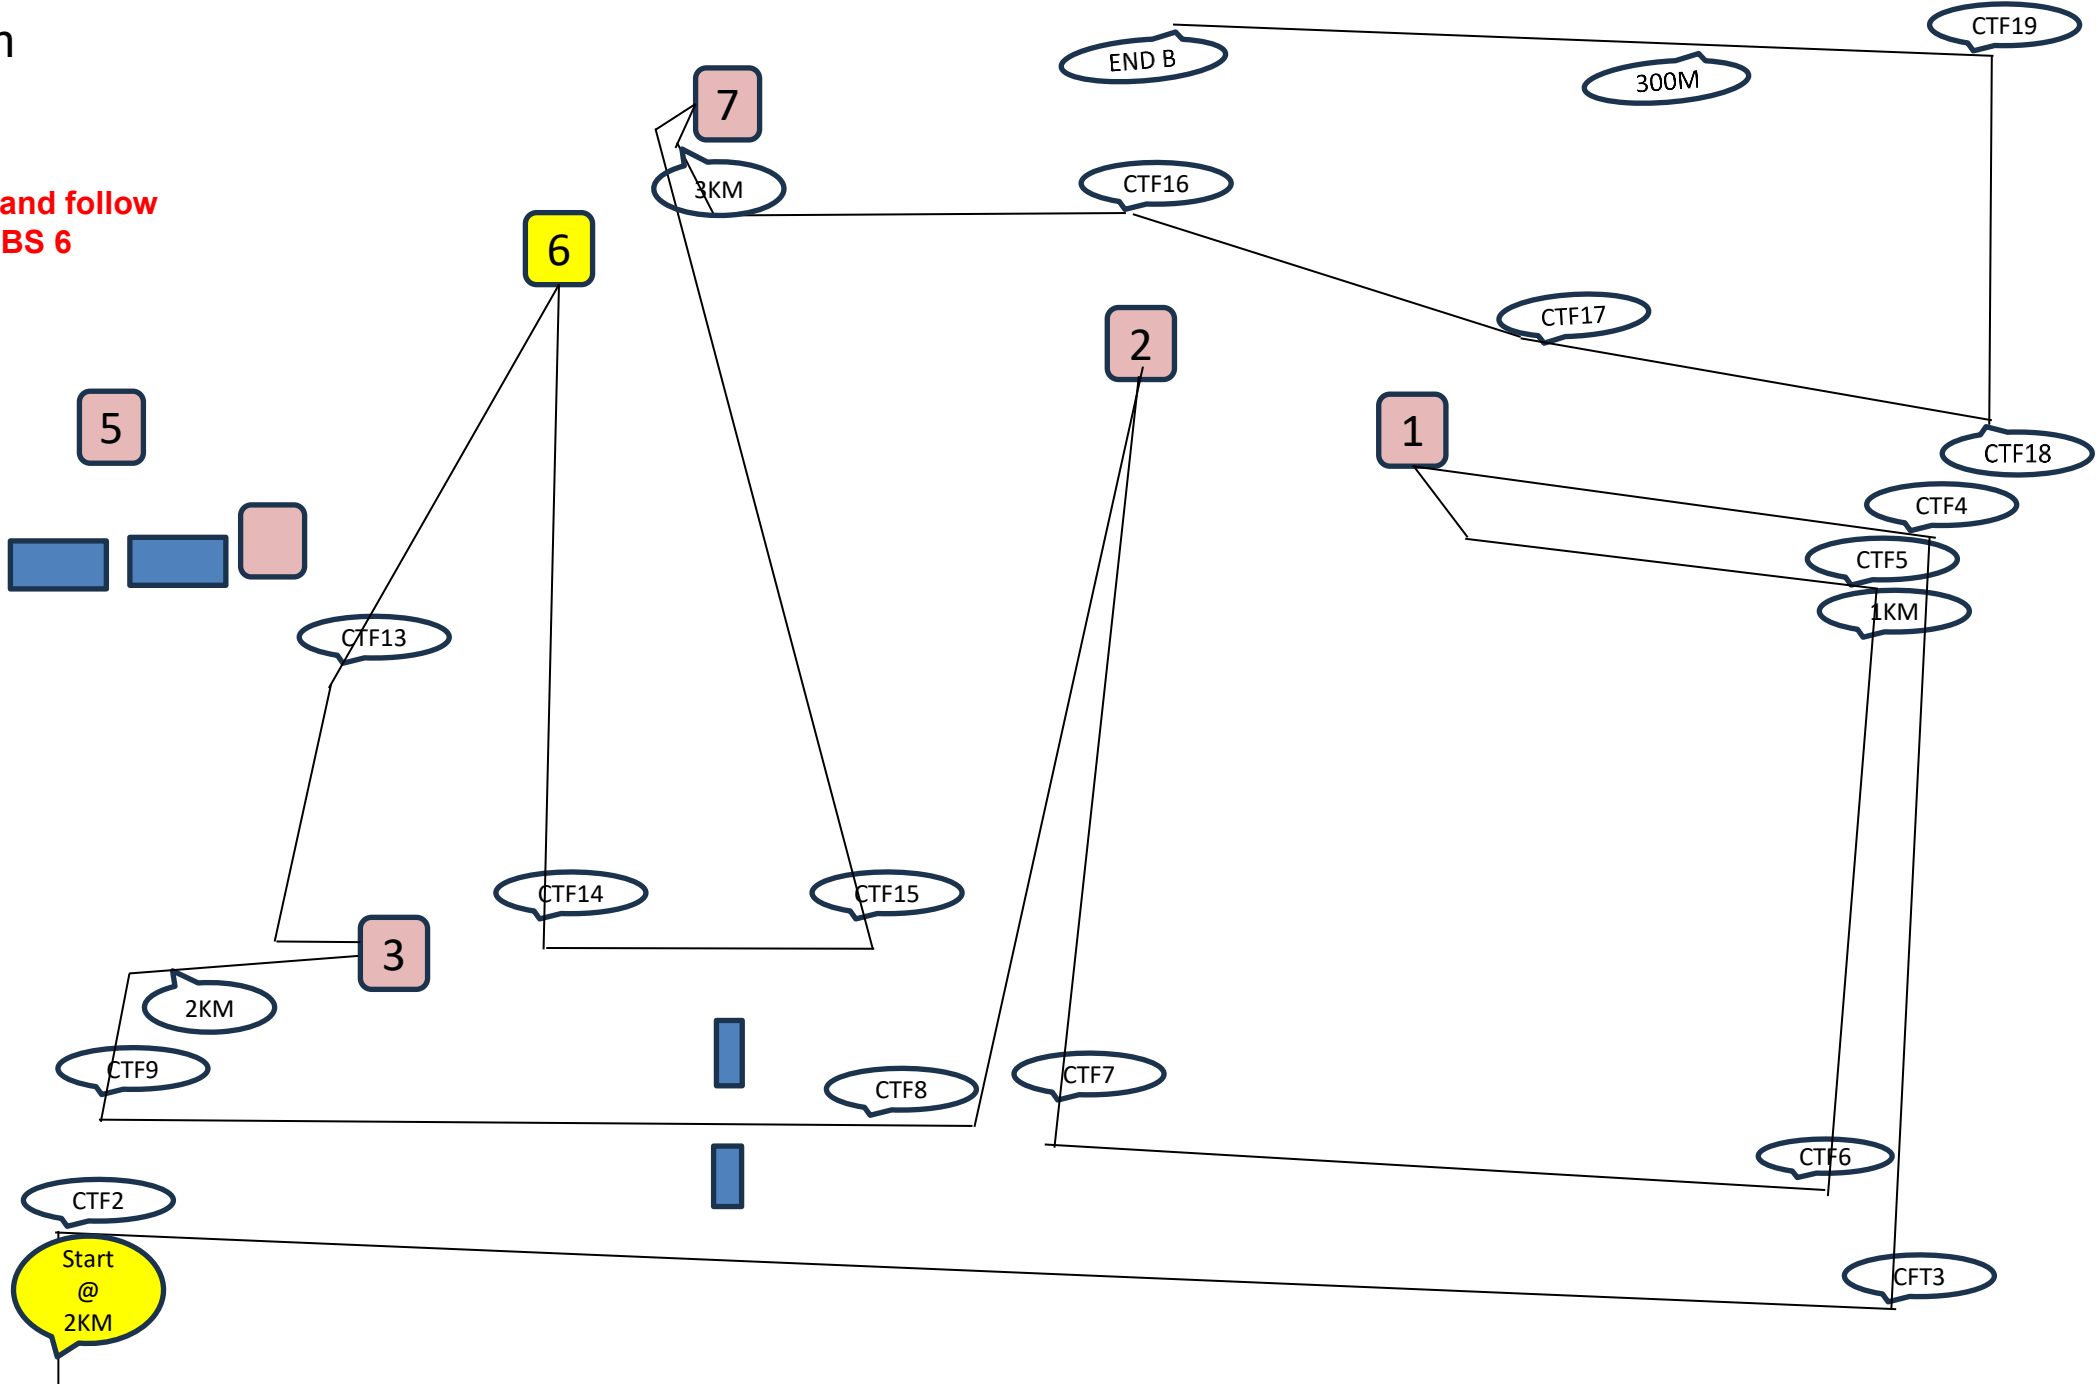 n
CTF19
END B
300M
7
CTF16
3KM
and follow
BS 6
6
CTF17
2
5
1
CTF18
CTF4
CTF5
1KM
CTF13
CTF14
CTF15
3
2KM
CTF9
CTF8
CTF7
CTF6
CTF2
Start
@
2KM
CFT3